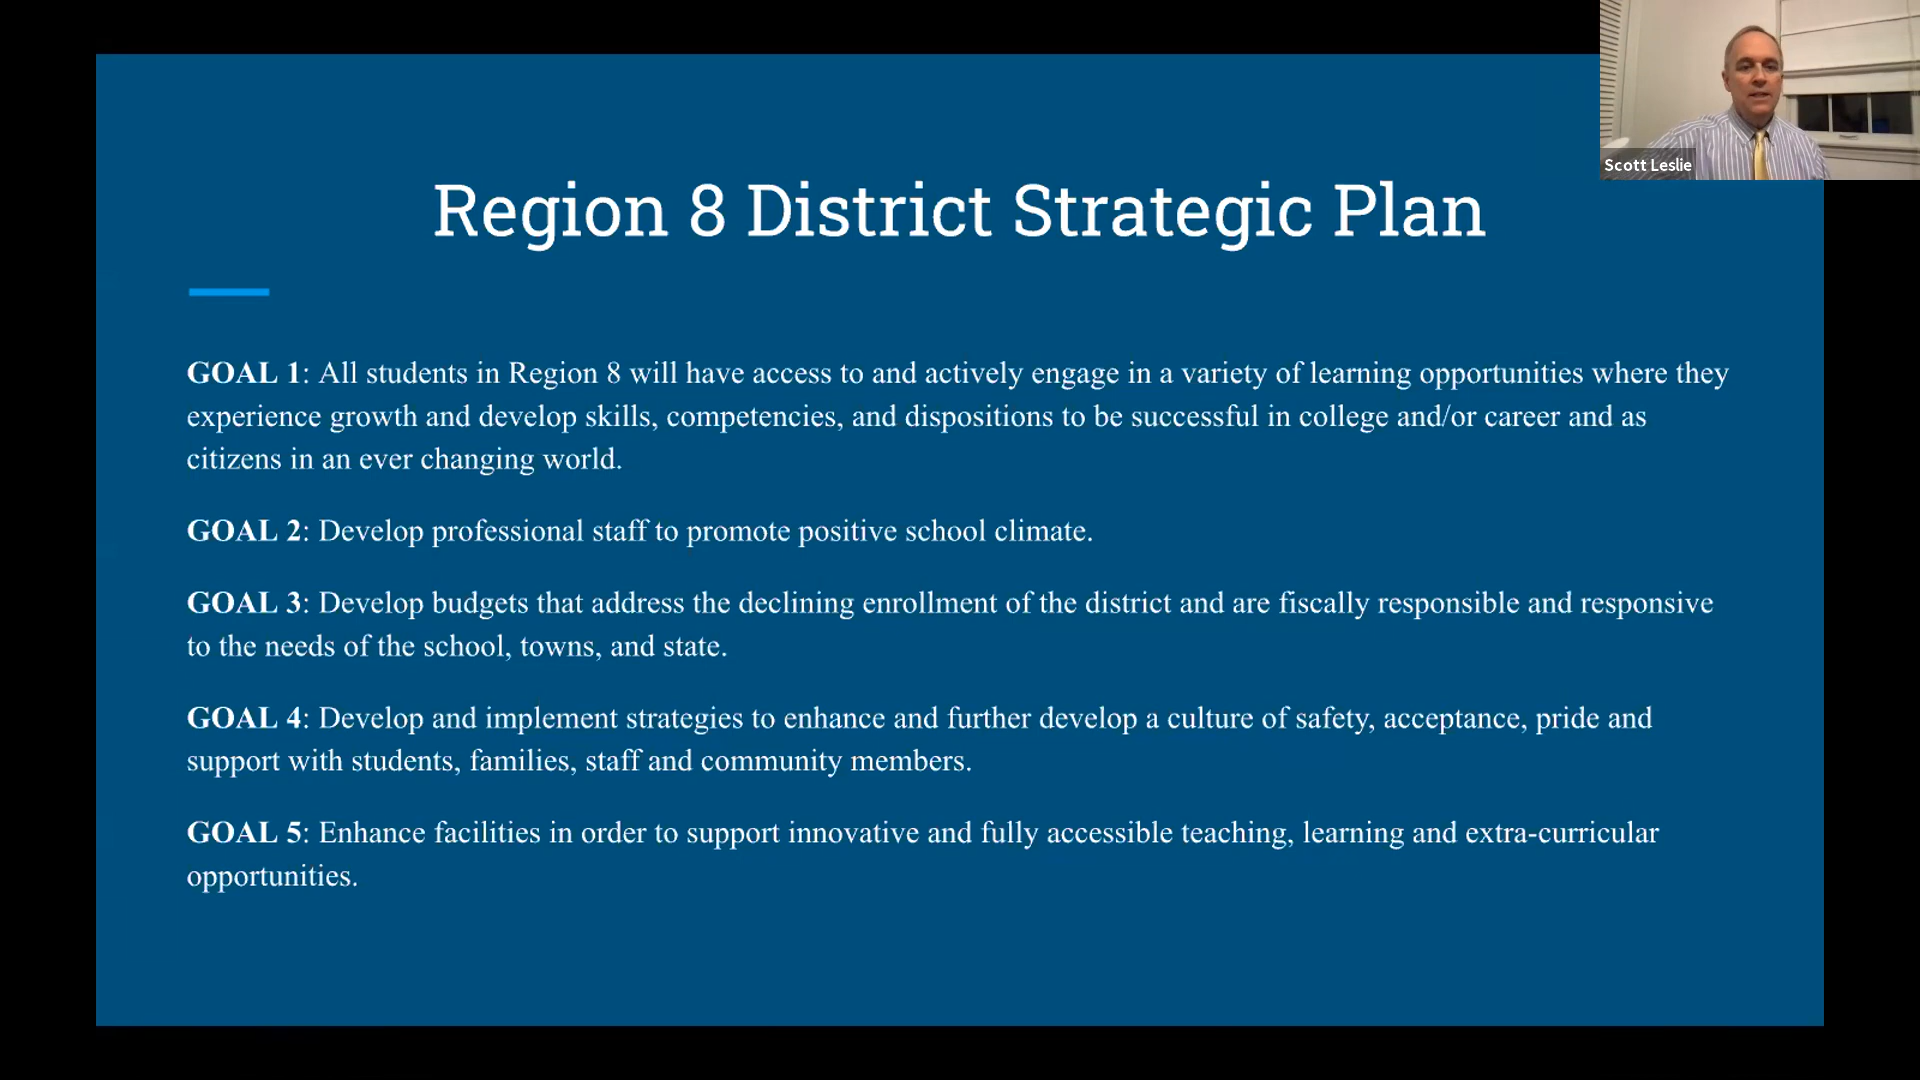 Scott Leslie
Region 8 District Strategic Plan
GOAL 1: All students in Region 8 will have access to and actively engage in a variety of learning opportunities where they
experience growth and develop skills, competencies, and dispositions to be successful in college and/or career and as
citizens in an ever changing world.
GOAL 2: Develop professional staff to promote positive school climate.
GOAL 3: Develop budgets that address the declining enrollment of the district and are fiscally responsible and responsive
to the needs of the school, towns, and state.
GOAL 4: Develop and implement strategies to enhance and further develop a culture of safety, acceptance, pride and
support with students, families, staff and community members.
GOAL 5: Enhance facilities in order to support innovative and fully accessible teaching, learning and extra-curricular
opportunities.